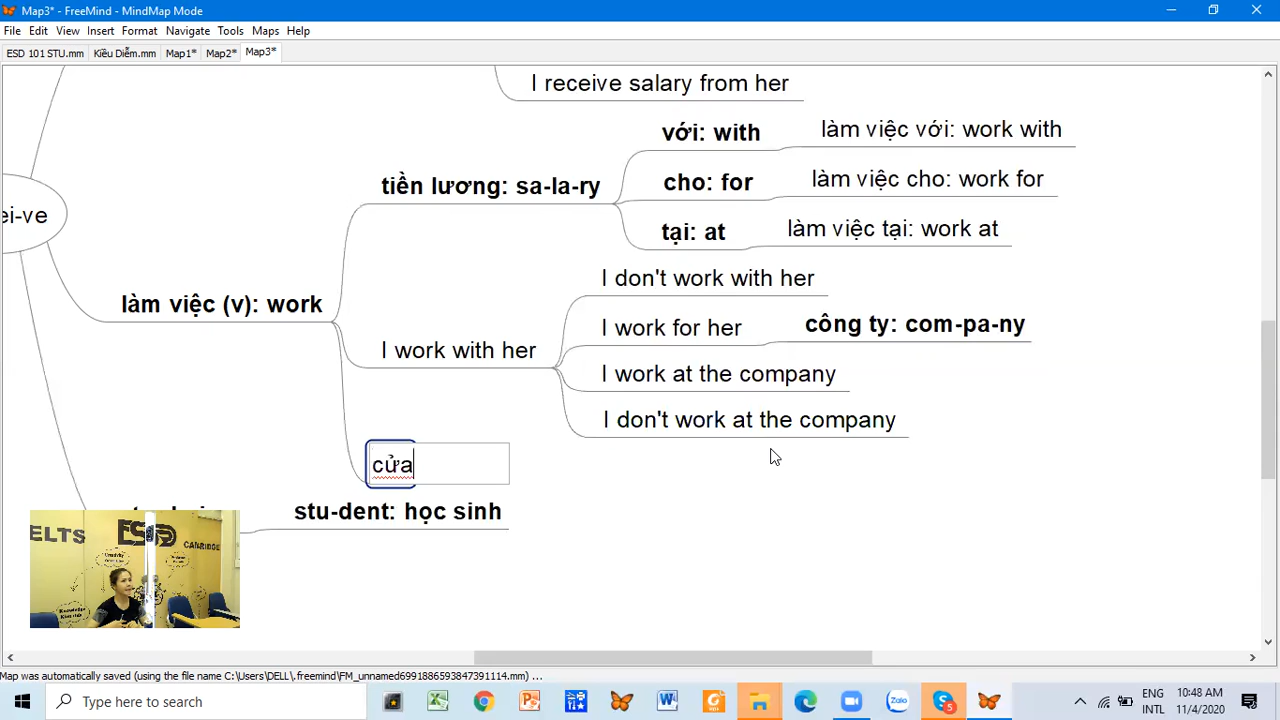 Map3* - FreeMind - MindMap Mode
File Edit View Insert Format Navigate Tools Maps Help
ESD 101 STU.mm Kiều Diễm.mm Map1* Map2* Map3*
I receive salary from her
với: with làm việc với: work with
tiền lương: sa-la-ry cho: for làm việc cho: work for
ei-ve
tại: at làm việc tại: work at
I don't work with her
làm việc (v): work
I work for her công ty: com-pa-ny
I work with her
I work at the company
I don't work at the company
cửa
stu-dent: học sinh
ELTS ESD CAMBRIDGE
Map was automatically saved (using the file name C:\Users\DELL\.freemind\FM_unnamed6991886593847391114.mm) ...
Type here to search
Zalo
5
ENG
INTL
10:48 AM
11/4/2020